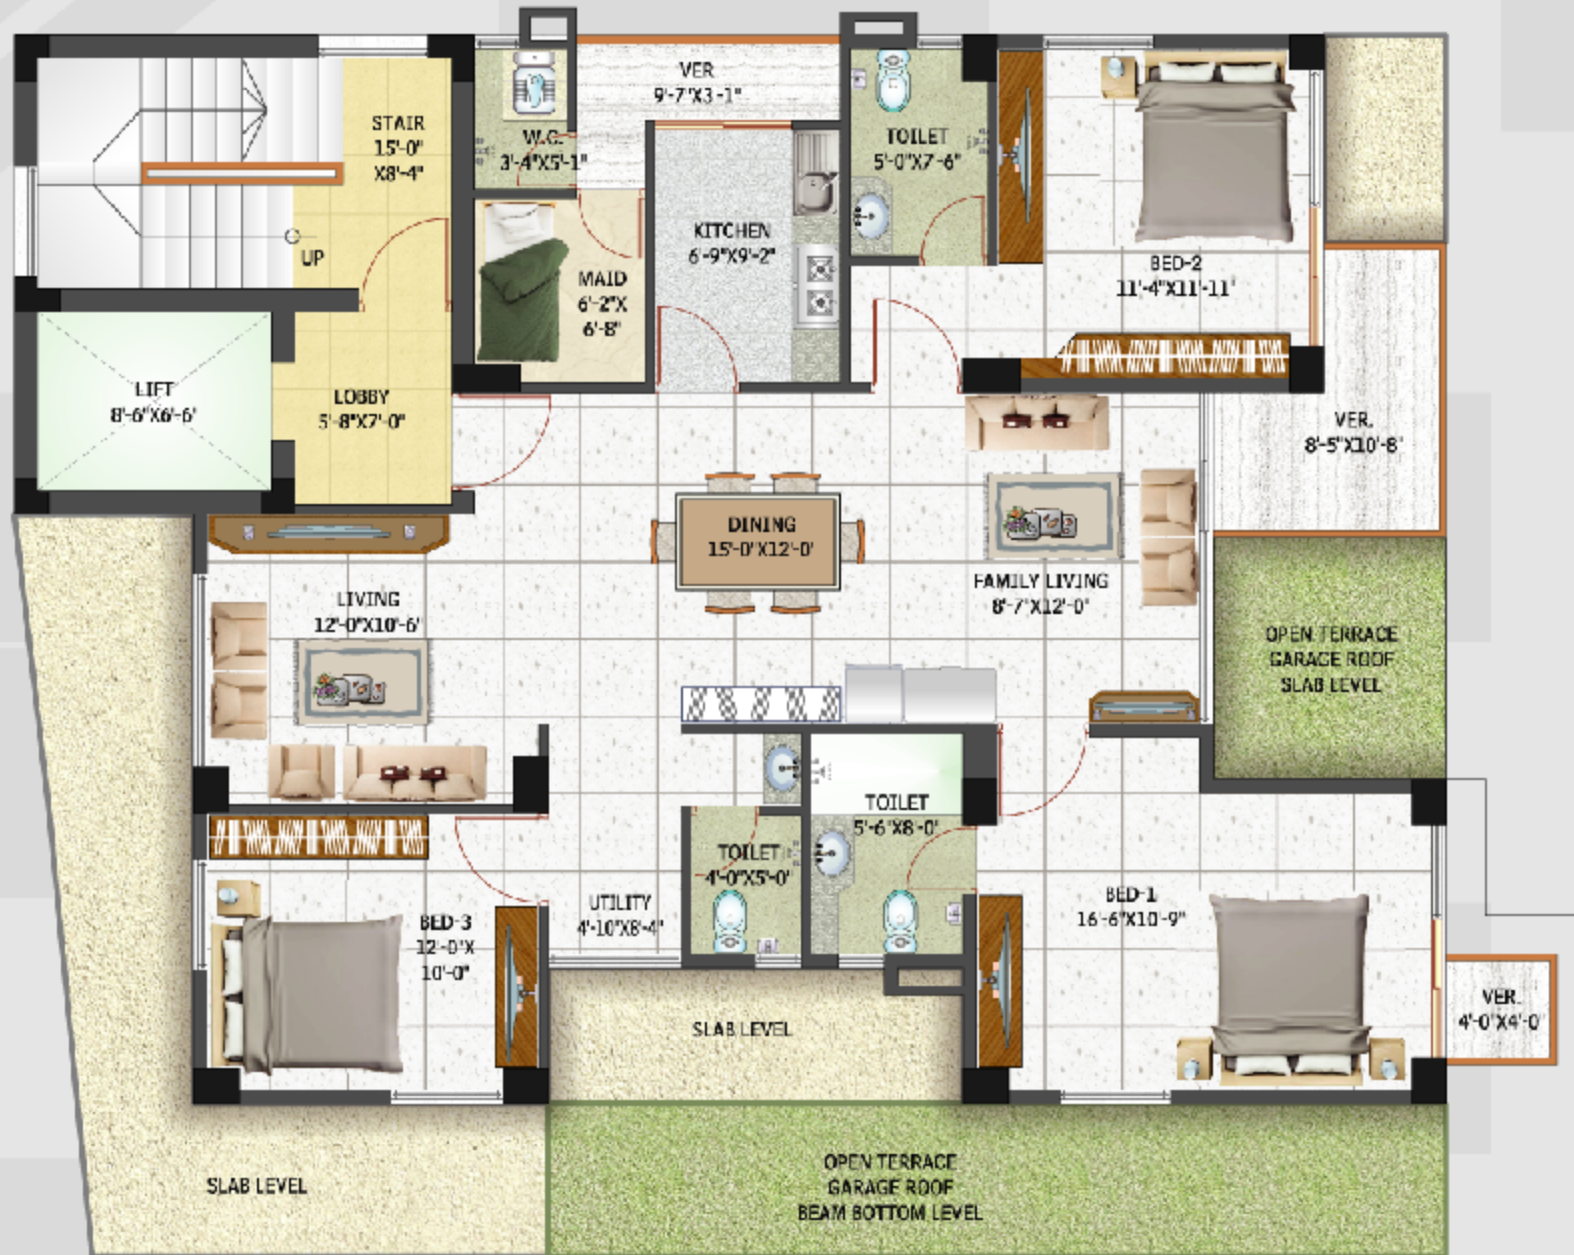 STAIR
15'-0"
X8'-4"
UP
W.C.
3'-4"X5'-1"
VER
9'-7"X3'-1"
TOILET
5'-0"X7'-6"
KITCHEN
6'-9"X9'-2"
MAID
6'-2"X
6'-8"
BED-2
11'-4"X11'-11"
LIFT
8'-6"X6'-6"
LOBBY
5'-8"X7'-0"
VER.
8'-5"X10'-8"
DINING
15'-0"X12'-0"
FAMILY LIVING
8'-7"X12'-0"
LIVING
12'-0"X10'-6"
OPEN TERRACE
GARAGE ROOF
SLAB LEVEL
TOILET
5'-6"X8'-0"
TOILET
4'-0"X5'-0"
UTILITY
4'-10"X8'-4"
BED-1
16'-6"X10'-9"
BED-3
12'-0"X
10'-0"
VER.
4'-0"X4'-0"
SLAB LEVEL
SLAB LEVEL
OPEN TERRACE
GARAGE ROOF
BEAM BOTTOM LEVEL